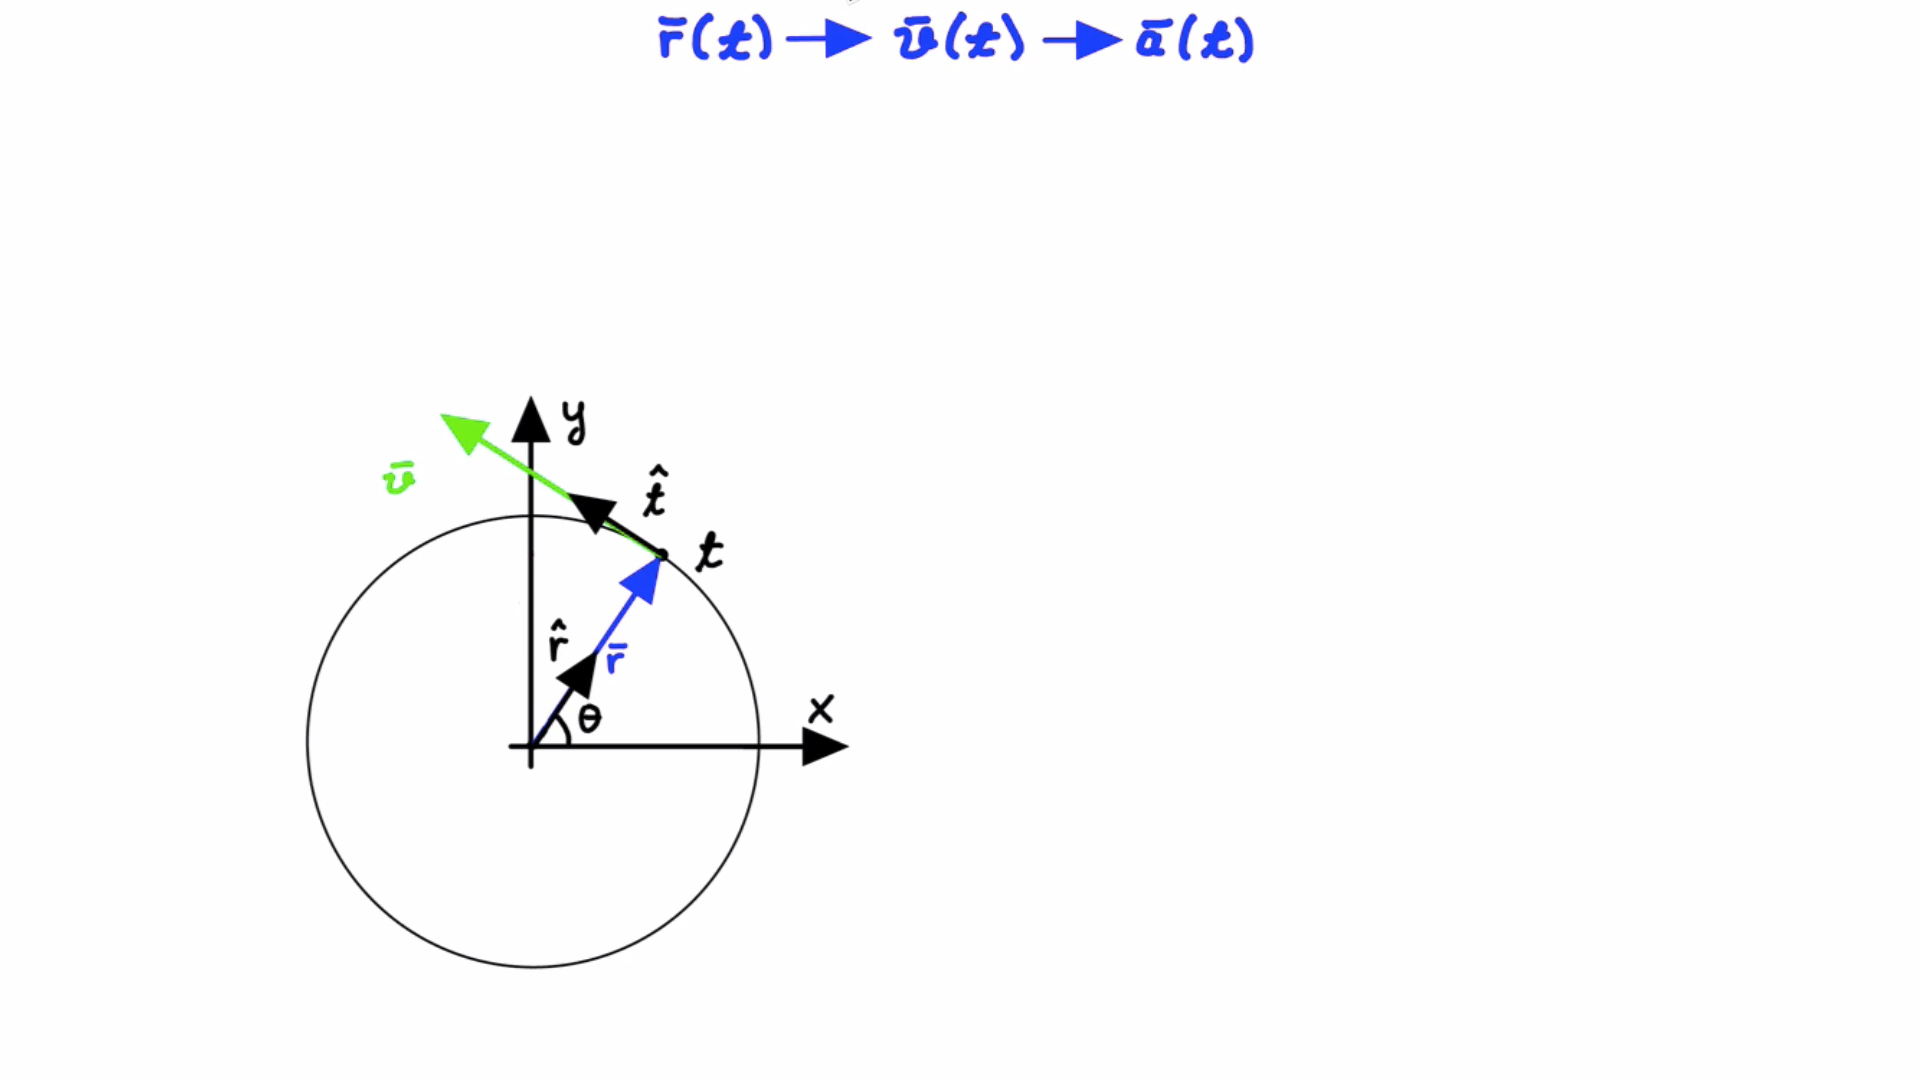 r̄(t) → v̄(t) → ā(t)
y
v̄
t̂
t
r̂
r̄
θ
x